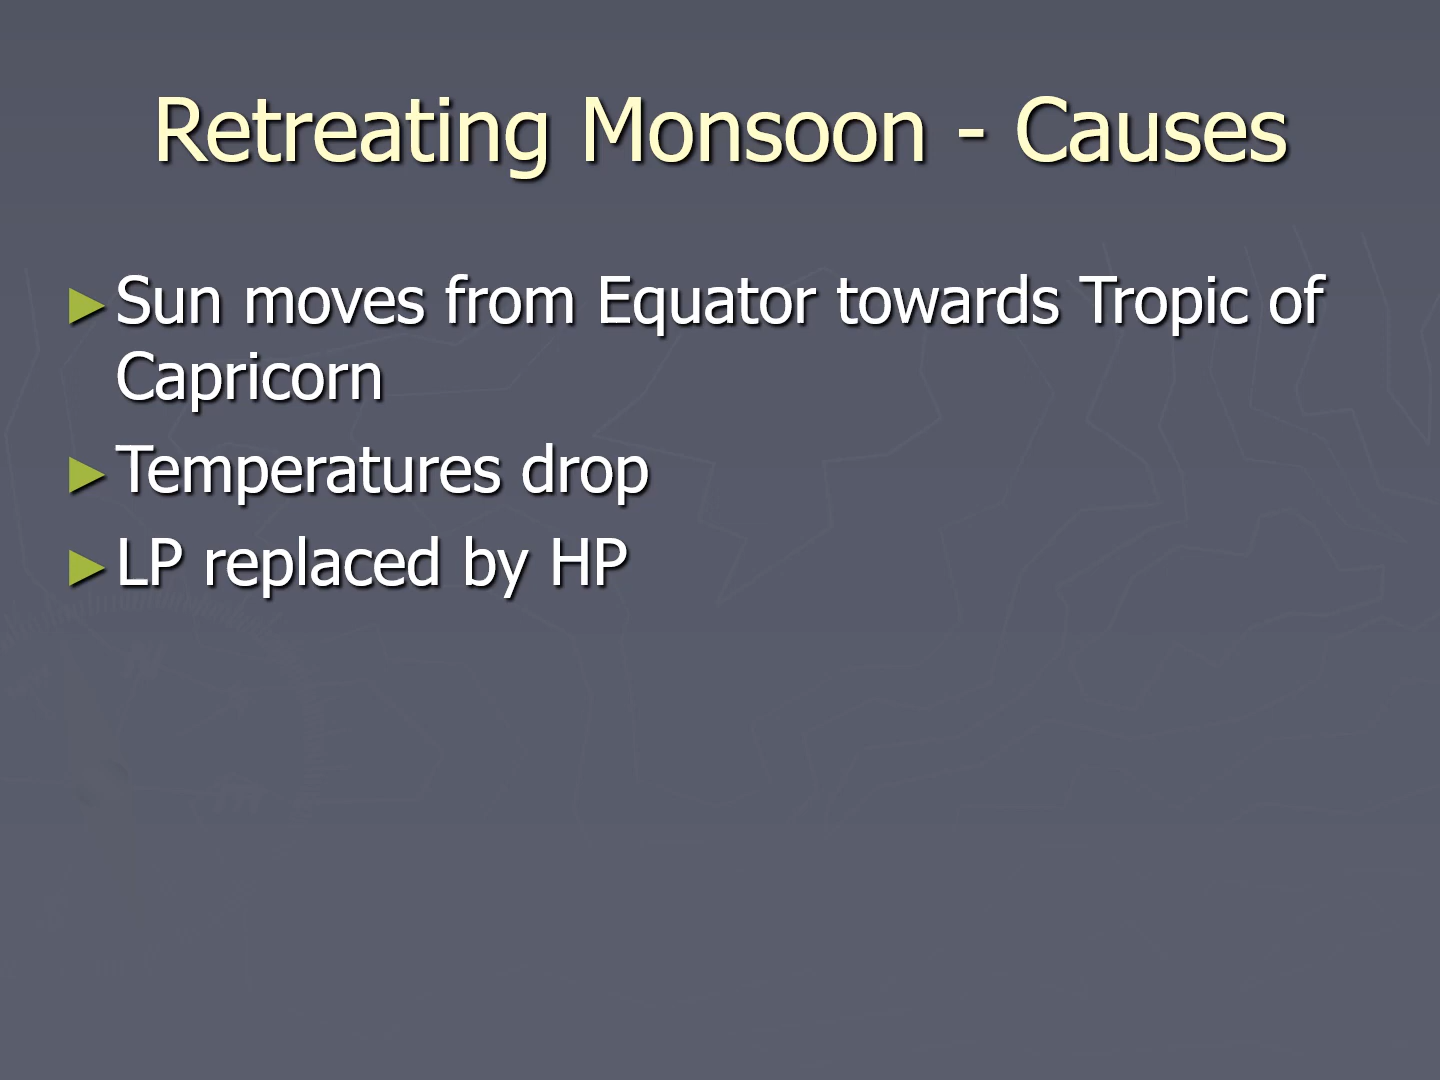 Retreating Monsoon - Causes
►Sun moves from Equator towards Tropic of
Capricorn
►Temperatures drop
►LP replaced by HP